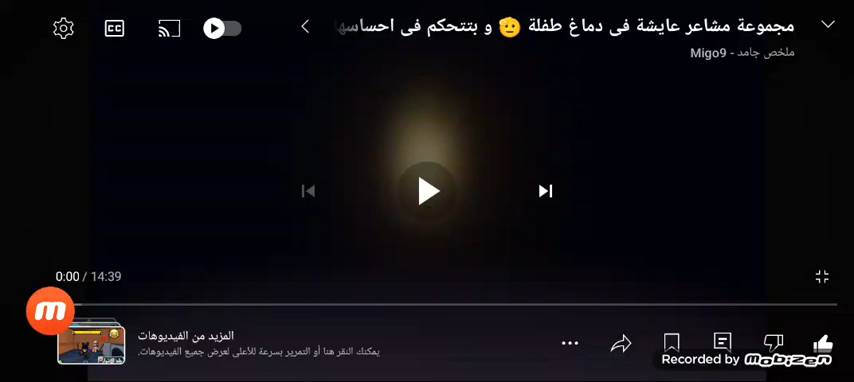 مجموعة مشاعر عايشة فى دماغ طفلة 🫡 و بتتحكم فى احساسها
ملخص جامد - Migo9
CC
0:00 / 14:39
المزيد من الفيديوهات
يمكنك النقر هنا أو التمرير بسرعة للأعلى لعرض جميع الفيديوهات.
m
Recorded by mobizen